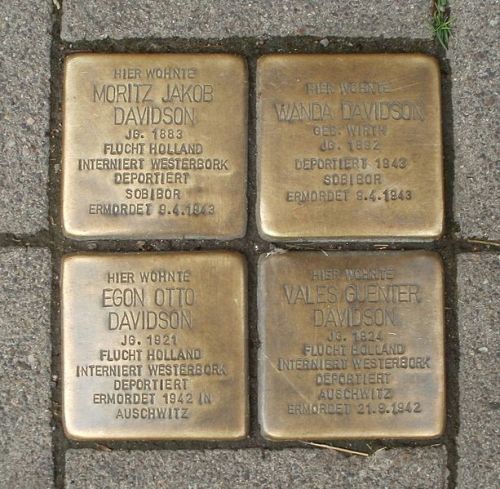 HIER WOHNTE
MORITZ JAKOB
DAVIDSON
JG. 1883
FLUCHT HOLLAND
INTERNIERT WESTERBORK
DEPORTIERT
SOBIBOR
ERMORDET 9.4.1943
HIER WOHNTE
WANDA DAVIDSON
GEB. WIRTH
JG. 1892
DEPORTIERT 1943
SOBIBOR
ERMORDET 9.4.1943
HIER WOHNTE
EGON OTTO
DAVIDSON
JG. 1921
FLUCHT HOLLAND
INTERNIERT WESTERBORK
DEPORTIERT
ERMORDET 1942 IN
AUSCHWITZ
HIER WOHNTE
VALES GUENTER
DAVIDSON
JG. 1924
FLUCHT HOLLAND
INTERNIERT WESTERBORK
DEPORTIERT
AUSCHWITZ
ERMORDET 21.9.1942